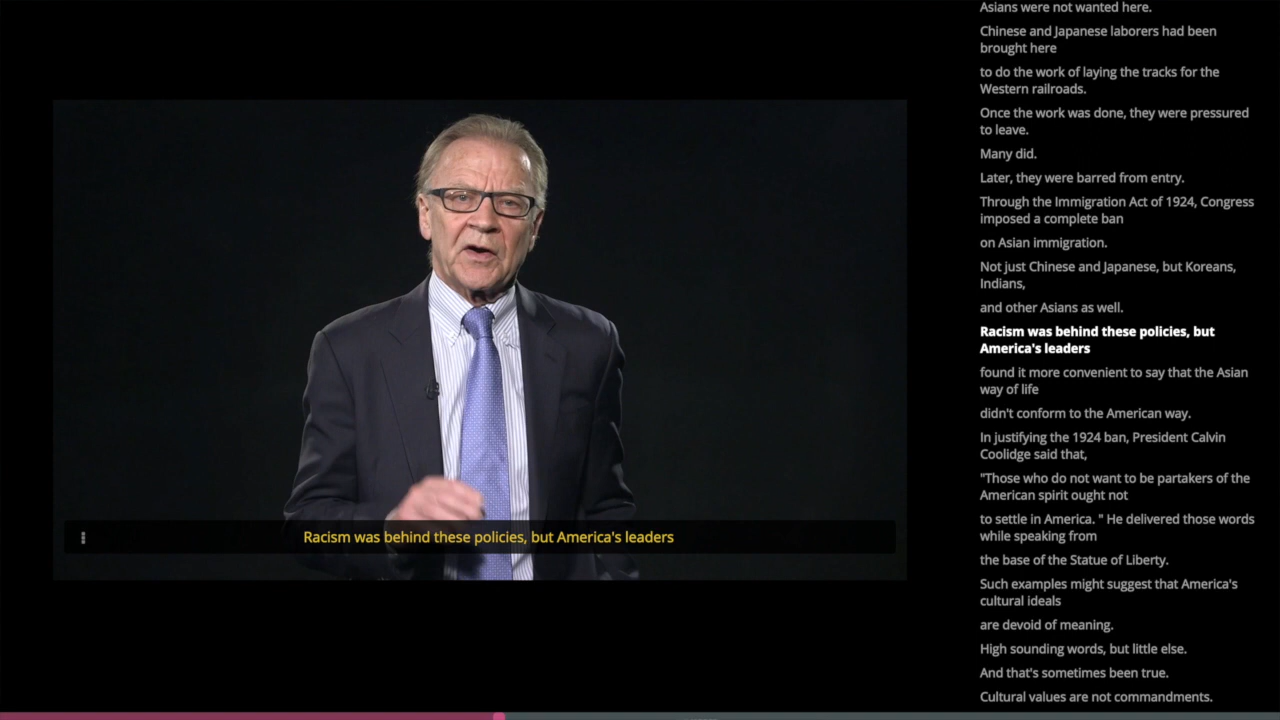 Asians were not wanted here.
Chinese and Japanese laborers had been
brought here
to do the work of laying the tracks for the
Western railroads.
Once the work was done, they were pressured
to leave.
Many did.
Later, they were barred from entry.
Through the Immigration Act of 1924, Congress
imposed a complete ban
on Asian immigration.
Not just Chinese and Japanese, but Koreans,
Indians,
and other Asians as well.
Racism was behind these policies, but
America's leaders
found it more convenient to say that the Asian
way of life
didn't conform to the American way.
In justifying the 1924 ban, President Calvin
Coolidge said that,
"Those who do not want to be partakers of the
American spirit ought not
to settle in America. " He delivered those words
while speaking from
the base of the Statue of Liberty.
Such examples might suggest that America's
cultural ideals
are devoid of meaning.
High sounding words, but little else.
And that's sometimes been true.
Cultural values are not commandments.
Racism was behind these policies, but America's leaders